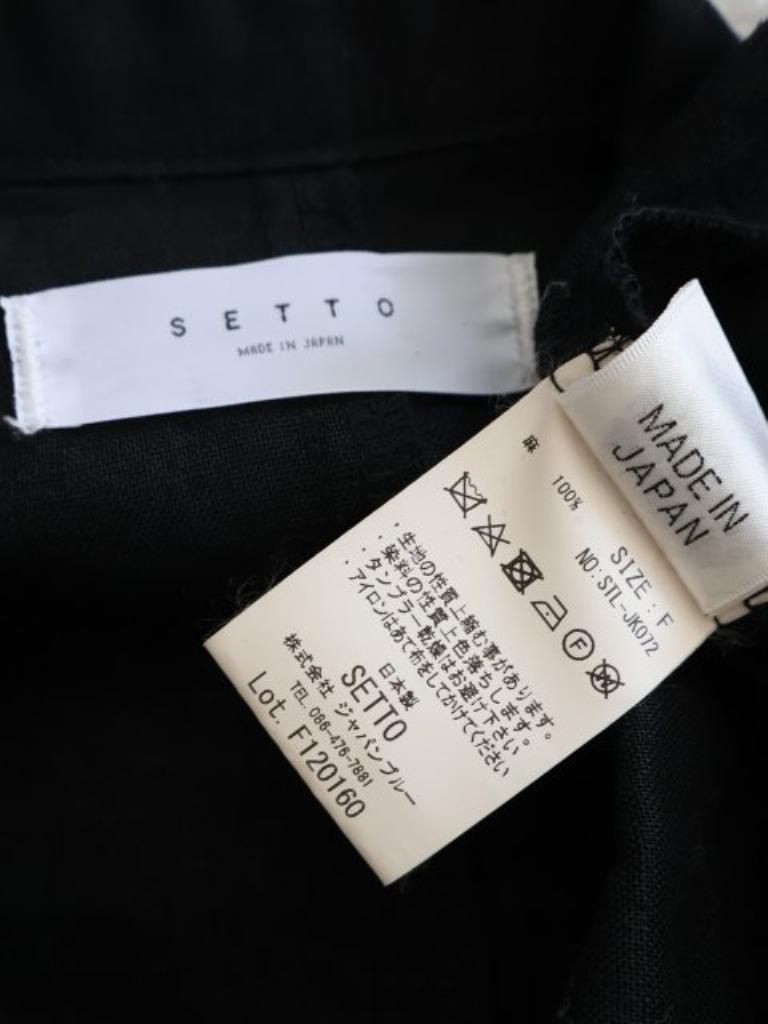 SETTO
MADE IN JAPAN
MADE IN
JAPAN
SIZE : F
NO: STL-JK072
麻 100%
F
W
・生地の性質上縮む事があります。
・染料の性質上色落ちします。
・タンブラー乾燥はお避け下さい。
・アイロンはあて布をしてかけてください
日本製
SETTO
株式会社 ジャパンブルー
TEL. 086-476-7881
Lot. F120160